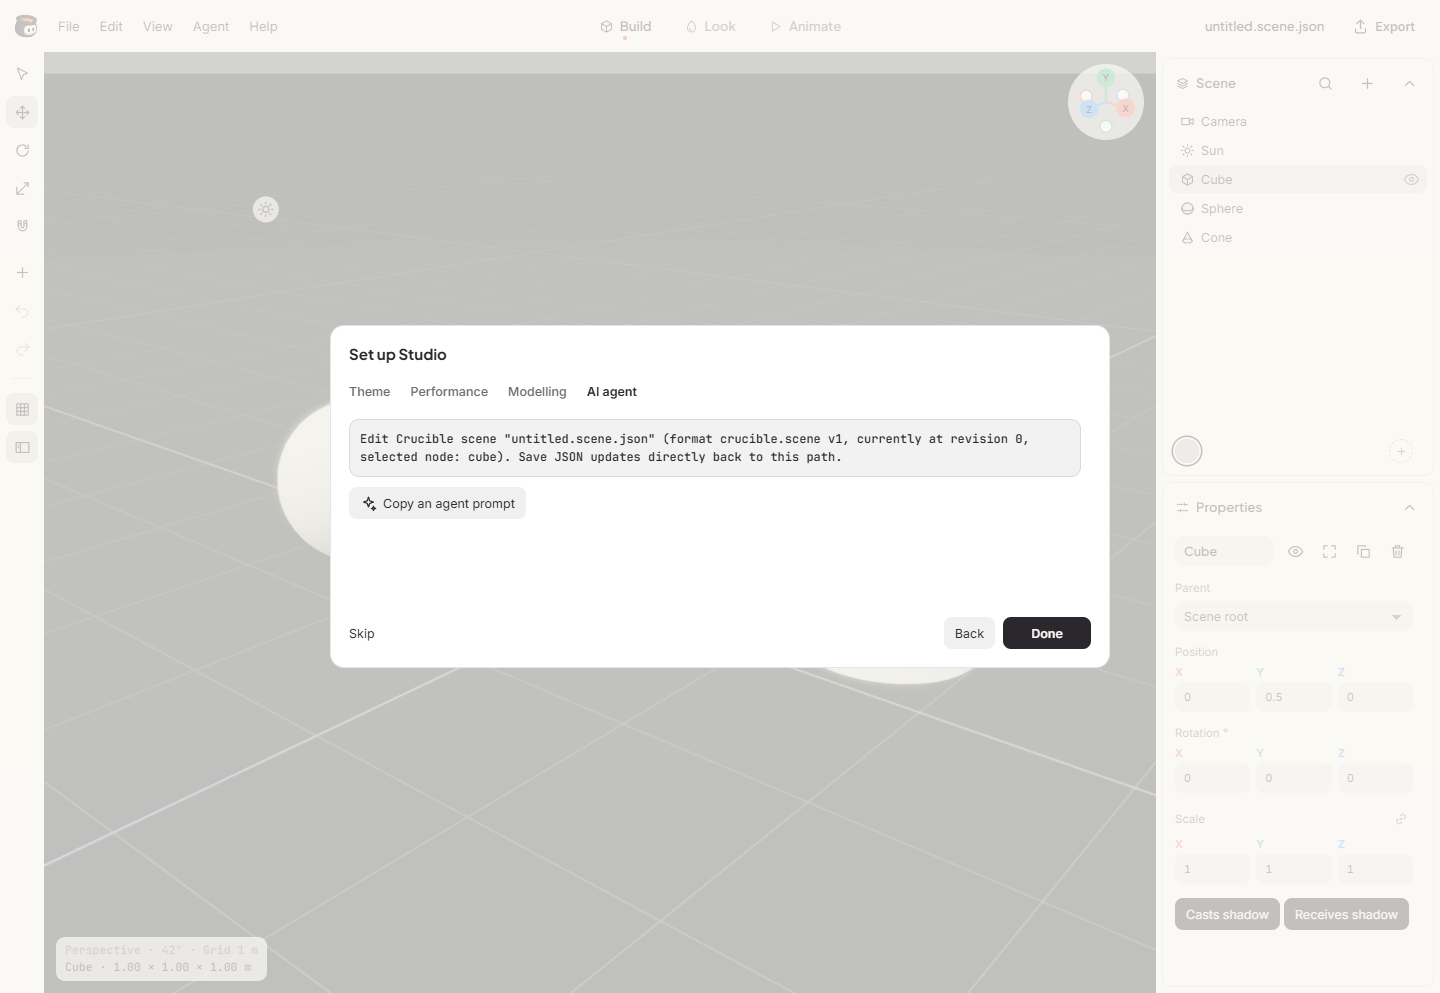 File Edit View Agent Help
Build Look Animate
untitled.scene.json Export
Y
Z X
Scene
Camera
Sun
Cube
Sphere
Cone
Set up Studio
Theme Performance Modelling AI agent
Edit Crucible scene "untitled.scene.json" (format crucible.scene v1, currently at revision 0,
selected node: cube). Save JSON updates directly back to this path.
Copy an agent prompt
Skip Back Done
Properties
Cube
Parent
Scene root
Position
X Y Z
0 0.5 0
Rotation °
X Y Z
0 0 0
Scale
X Y Z
1 1 1
Casts shadow Receives shadow
Perspective · 42° · Grid 1 m
Cube · 1.00 × 1.00 × 1.00 m